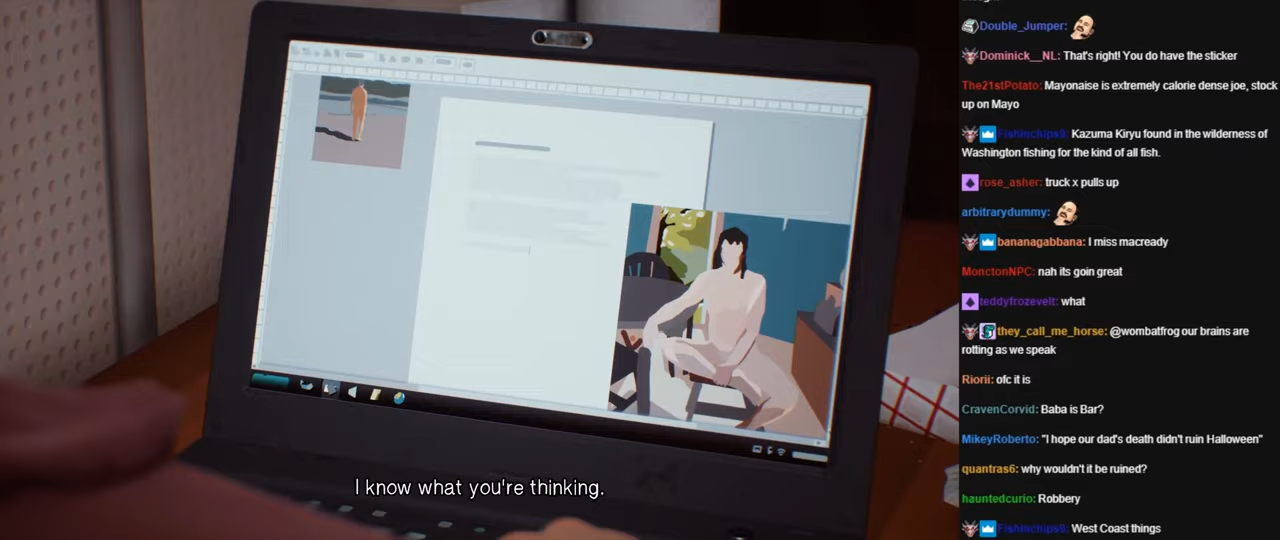 I know what you're thinking.
Double_Jumper:
Dominick__NL: That's right! You do have the sticker
The21stPotato: Mayonaise is extremely calorie dense joe, stock
up on Mayo
Fishinchips9: Kazuma Kiryu found in the wilderness of
Washington fishing for the kind of all fish.
rose_asher: truck x pulls up
arbitrarydummy:
bananagabbana: I miss macready
MonctonNPC: nah its goin great
teddyfrozevelt: what
they_call_me_horse: @wombatfrog our brains are
rotting as we speak
Riorii: ofc it is
CravenCorvid: Baba is Bar?
MikeyRoberto: "I hope our dad's death didn't ruin Halloween"
quantras6: why wouldn't it be ruined?
hauntedcurio: Robbery
Fishinchips9: West Coast things